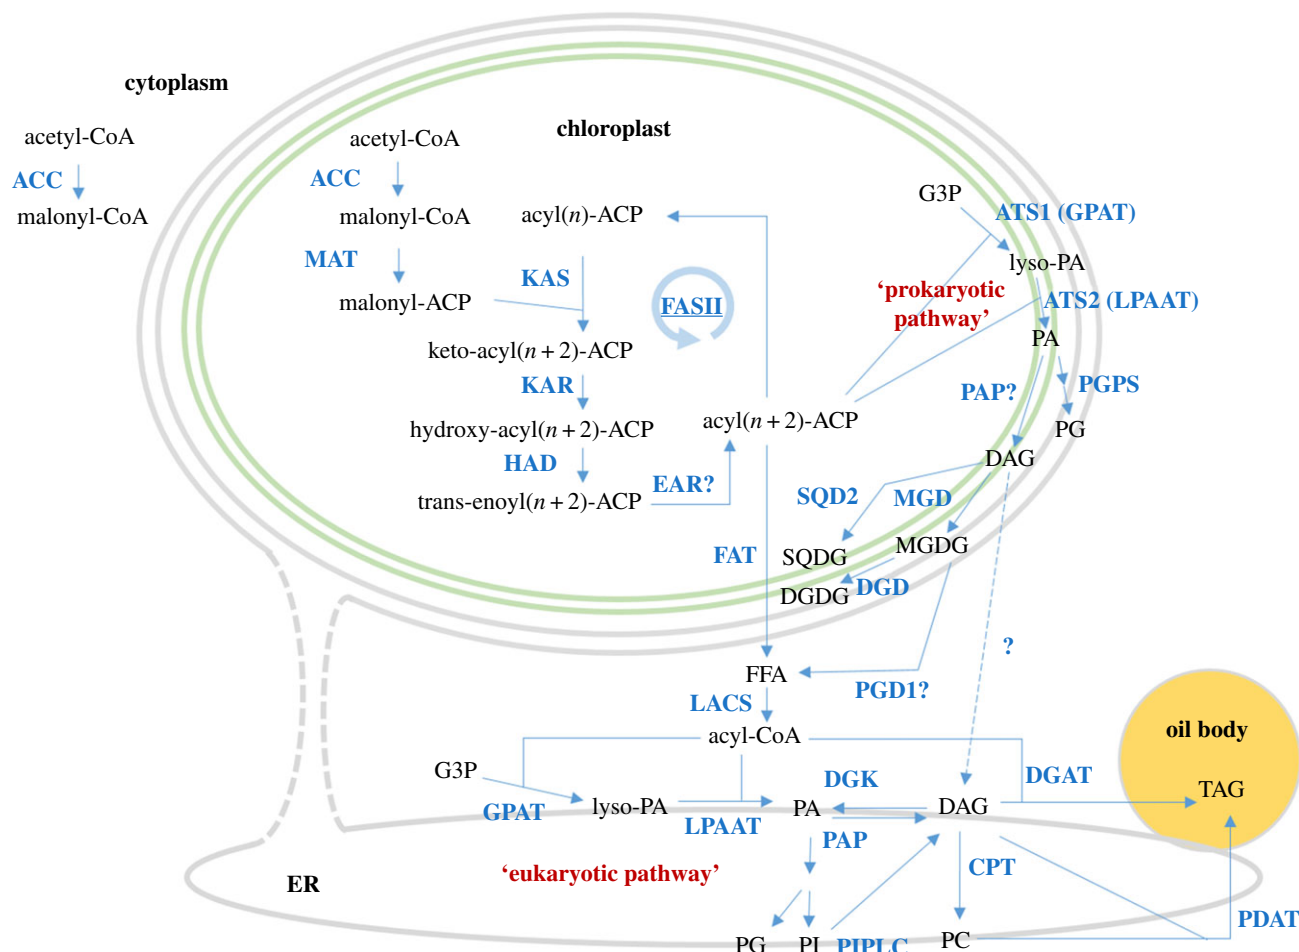 cytoplasm
acetyl-CoA
ACC
malonyl-CoA
chloroplast
acetyl-CoA
ACC
malonyl-CoA
MAT
malonyl-ACP
acyl(n)-ACP
KAS
FASII
keto-acyl(n + 2)-ACP
KAR
hydroxy-acyl(n + 2)-ACP
HAD
trans-enoyl(n + 2)-ACP
EAR?
acyl(n + 2)-ACP
FAT
G3P
ATS1 (GPAT)
lyso-PA
‘prokaryotic
pathway’
ATS2 (LPAAT)
PA
PAP?
PGPS
PG
DAG
SQD2
MGD
SQDG
MGDG
DGDG
DGD
?
FFA
PGD1?
LACS
acyl-CoA
G3P
GPAT
lyso-PA
LPAAT
PA
DGK
PAP
DAG
DGAT
oil body
TAG
ER
‘eukaryotic pathway’
CPT
PDAT
PG
PI
PIPLC
PC